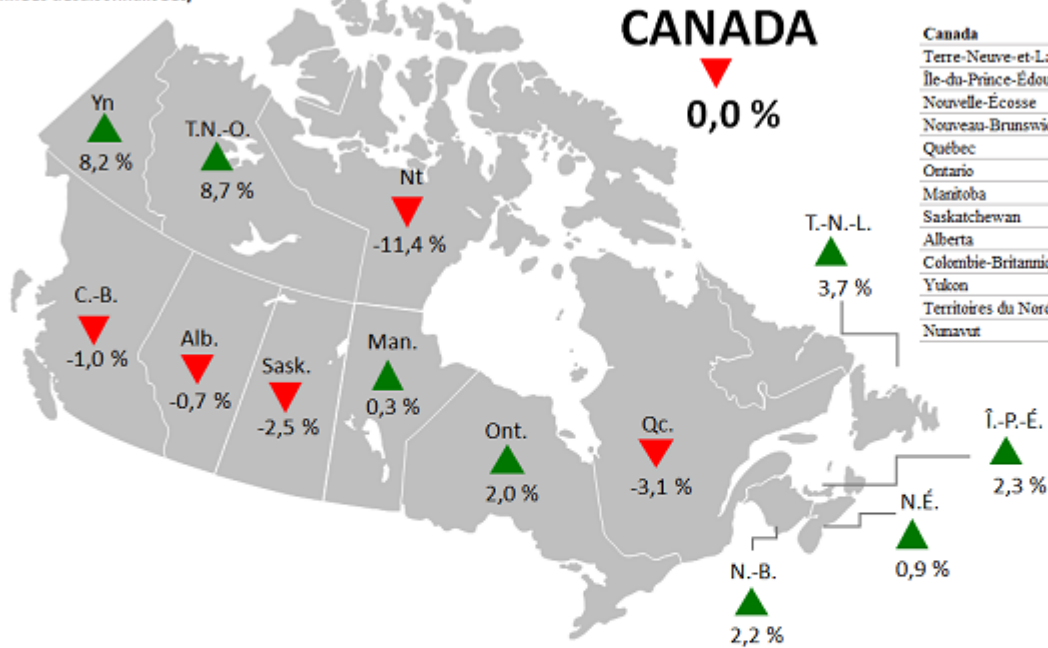 CANADA
0,0 %
Canada
Terre-Neuve-et-La
Île-du-Prince-Édou
Nouvelle-Écosse
Nouveau-Brunswic
Québec
Ontario
Manitoba
Saskatchewan
Alberta
Colombie-Britannic
Yukon
Territoires du Nord
Nunavut
Yn
8,2 %
T.N.-O.
8,7 %
Nt
-11,4 %
T.-N.-L.
3,7 %
C.-B.
-1,0 %
Alb.
-0,7 %
Sask.
-2,5 %
Man.
0,3 %
Ont.
2,0 %
Qc.
-3,1 %
Î.-P.-É.
2,3 %
N.É.
0,9 %
N.-B.
2,2 %